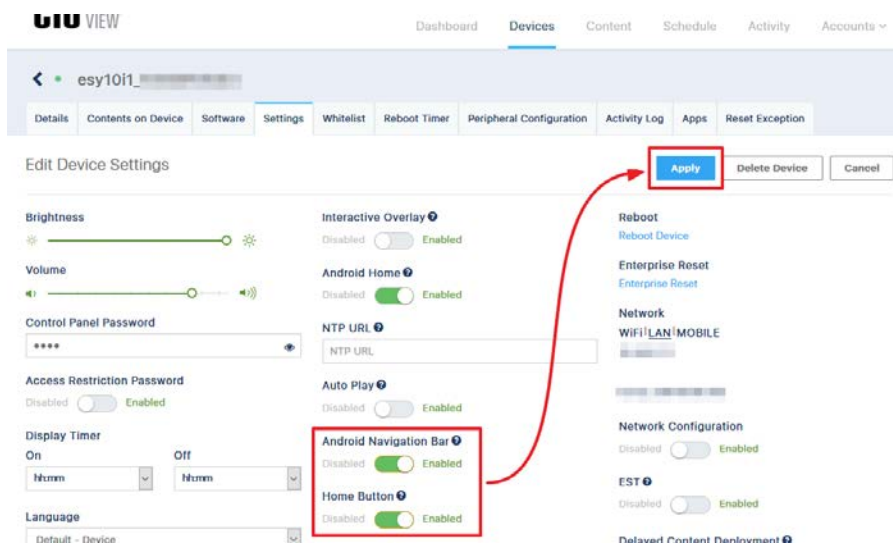 elo VIEW
Dashboard Devices Content Schedule Activity Accounts
esy10i1_
Details Contents on Device Software Settings Whitelist Reboot Timer Peripheral Configuration Activity Log Apps Reset Exception
Edit Device Settings
Apply Delete Device Cancel
Brightness
Volume
Control Panel Password
****
Access Restriction Password
Disabled Enabled
Display Timer
On Off
hh:mm hh:mm
Language
Default - Device
Interactive Overlay
Disabled Enabled
Android Home
Disabled Enabled
NTP URL
NTP URL
Auto Play
Disabled Enabled
Android Navigation Bar
Disabled Enabled
Home Button
Disabled Enabled
Reboot
Reboot Device
Enterprise Reset
Enterprise Reset
Network
WiFi LAN MOBILE
Network Configuration
Disabled Enabled
EST
Disabled Enabled
Delayed Content Deployment